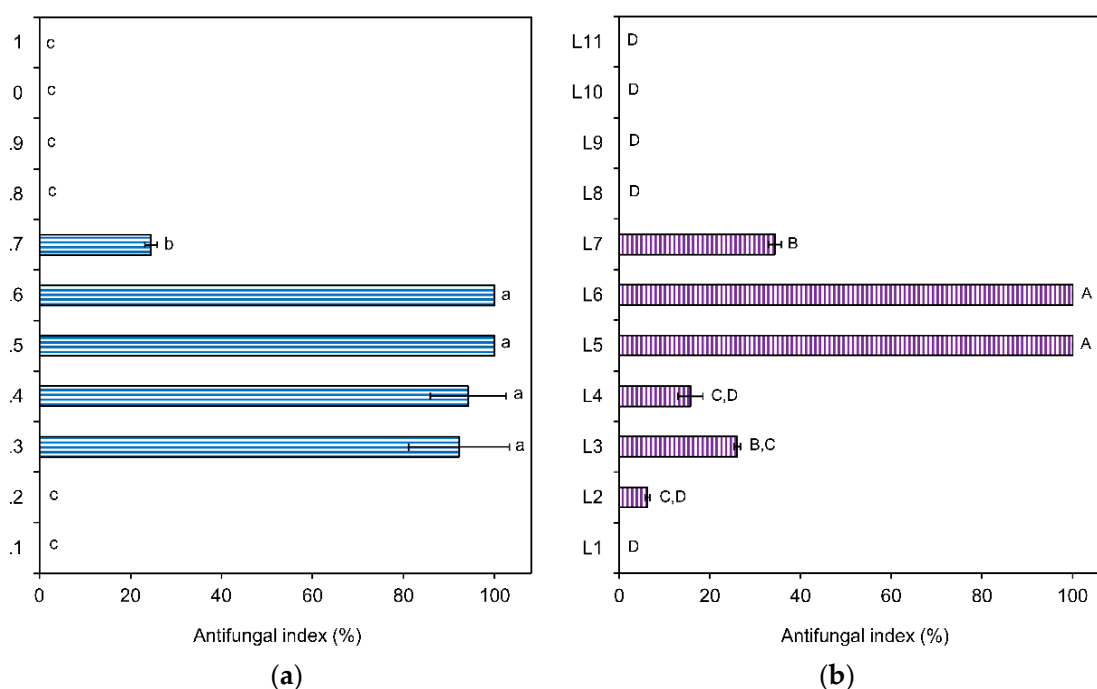 1 c
0 c
.9 c
.8 c
.7 b
.6 a
.5 a
.4 a
.3 a
.2 c
.1 c
0 20 40 60 80 100
Antifungal index (%)
(a)
L11 D
L10 D
L9 D
L8 D
L7 B
L6 A
L5 A
L4 C,D
L3 B,C
L2 C,D
L1 D
0 20 40 60 80 100
Antifungal index (%)
(b)